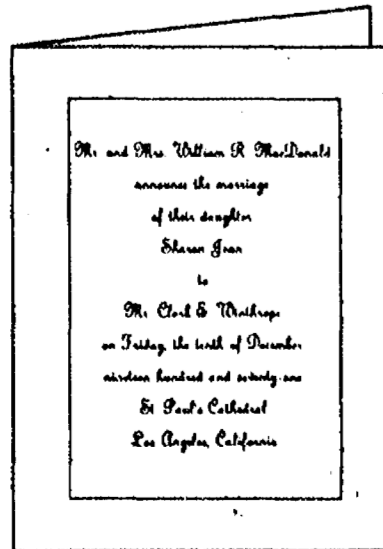 Mr. and Mrs. William R. MacDonald
announce the marriage
of their daughter
Sharon Jean
to
Mr. Clark E. Winthrope
on Friday, the tenth of December
nineteen hundred and seventy-one
St. Paul's Cathedral
Los Angeles, California